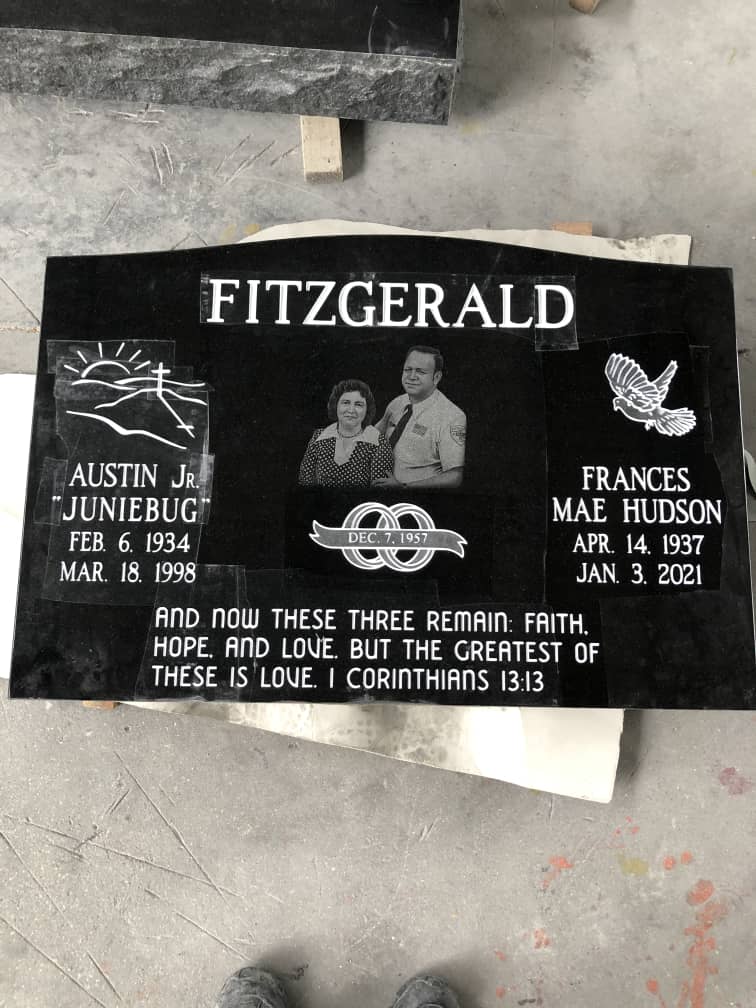 FITZGERALD
AUSTIN JR.
"JUNIEBUG"
FEB. 6, 1934
MAR. 18, 1998
DEC. 7, 1957
FRANCES
MAE HUDSON
APR. 14, 1937
JAN. 3, 2021
AND NOW THESE THREE REMAIN: FAITH,
HOPE, AND LOVE. BUT THE GREATEST OF
THESE IS LOVE. I CORINTHIANS 13:13